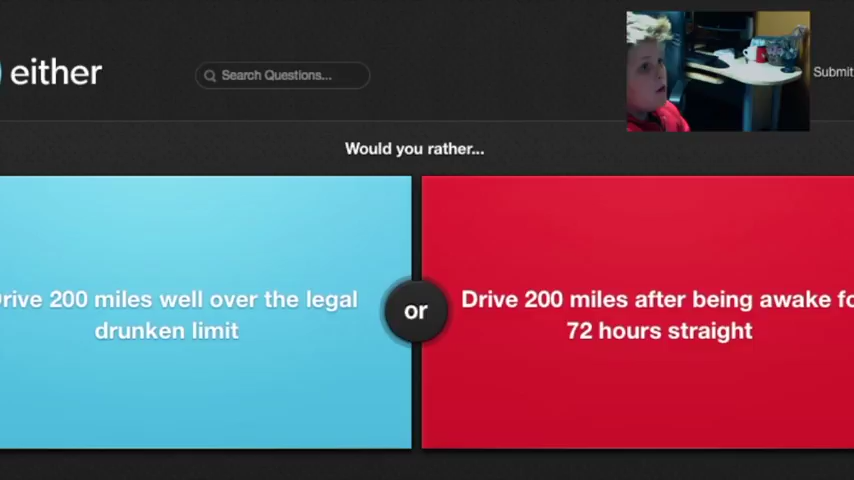 either
Search Questions...
Submit
Would you rather...
Drive 200 miles well over the legal
drunken limit
or
Drive 200 miles after being awake fo
72 hours straight